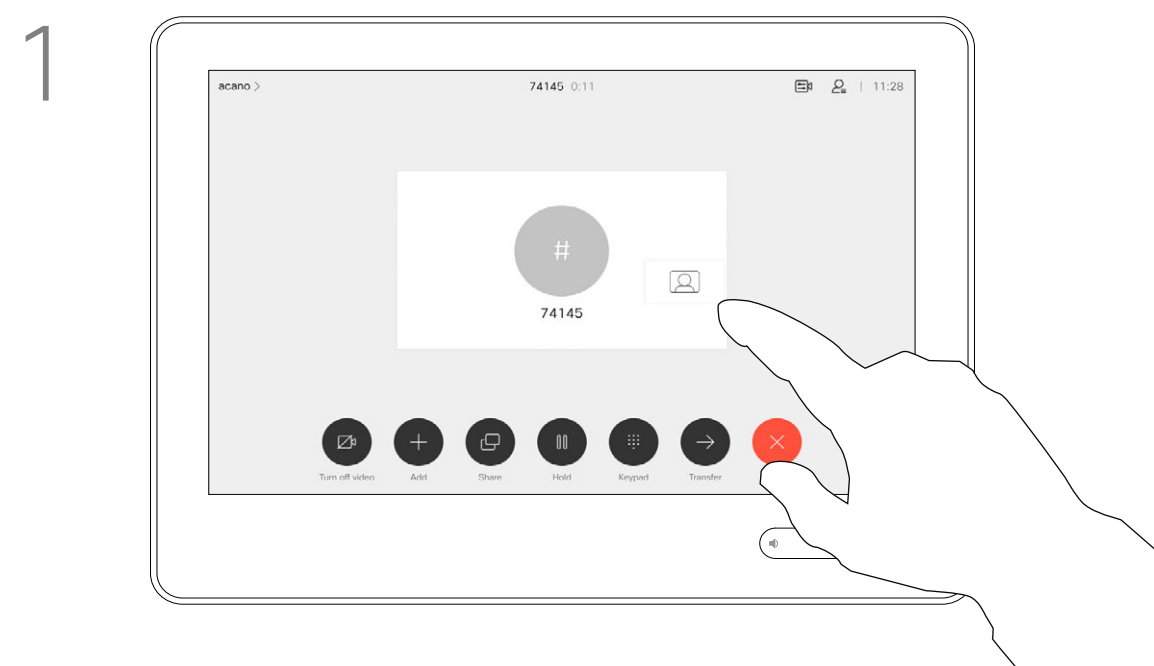 1
acano >
74145 0:11
11:28
#
74145
Turn off video Add Share Hold Keypad Transfer